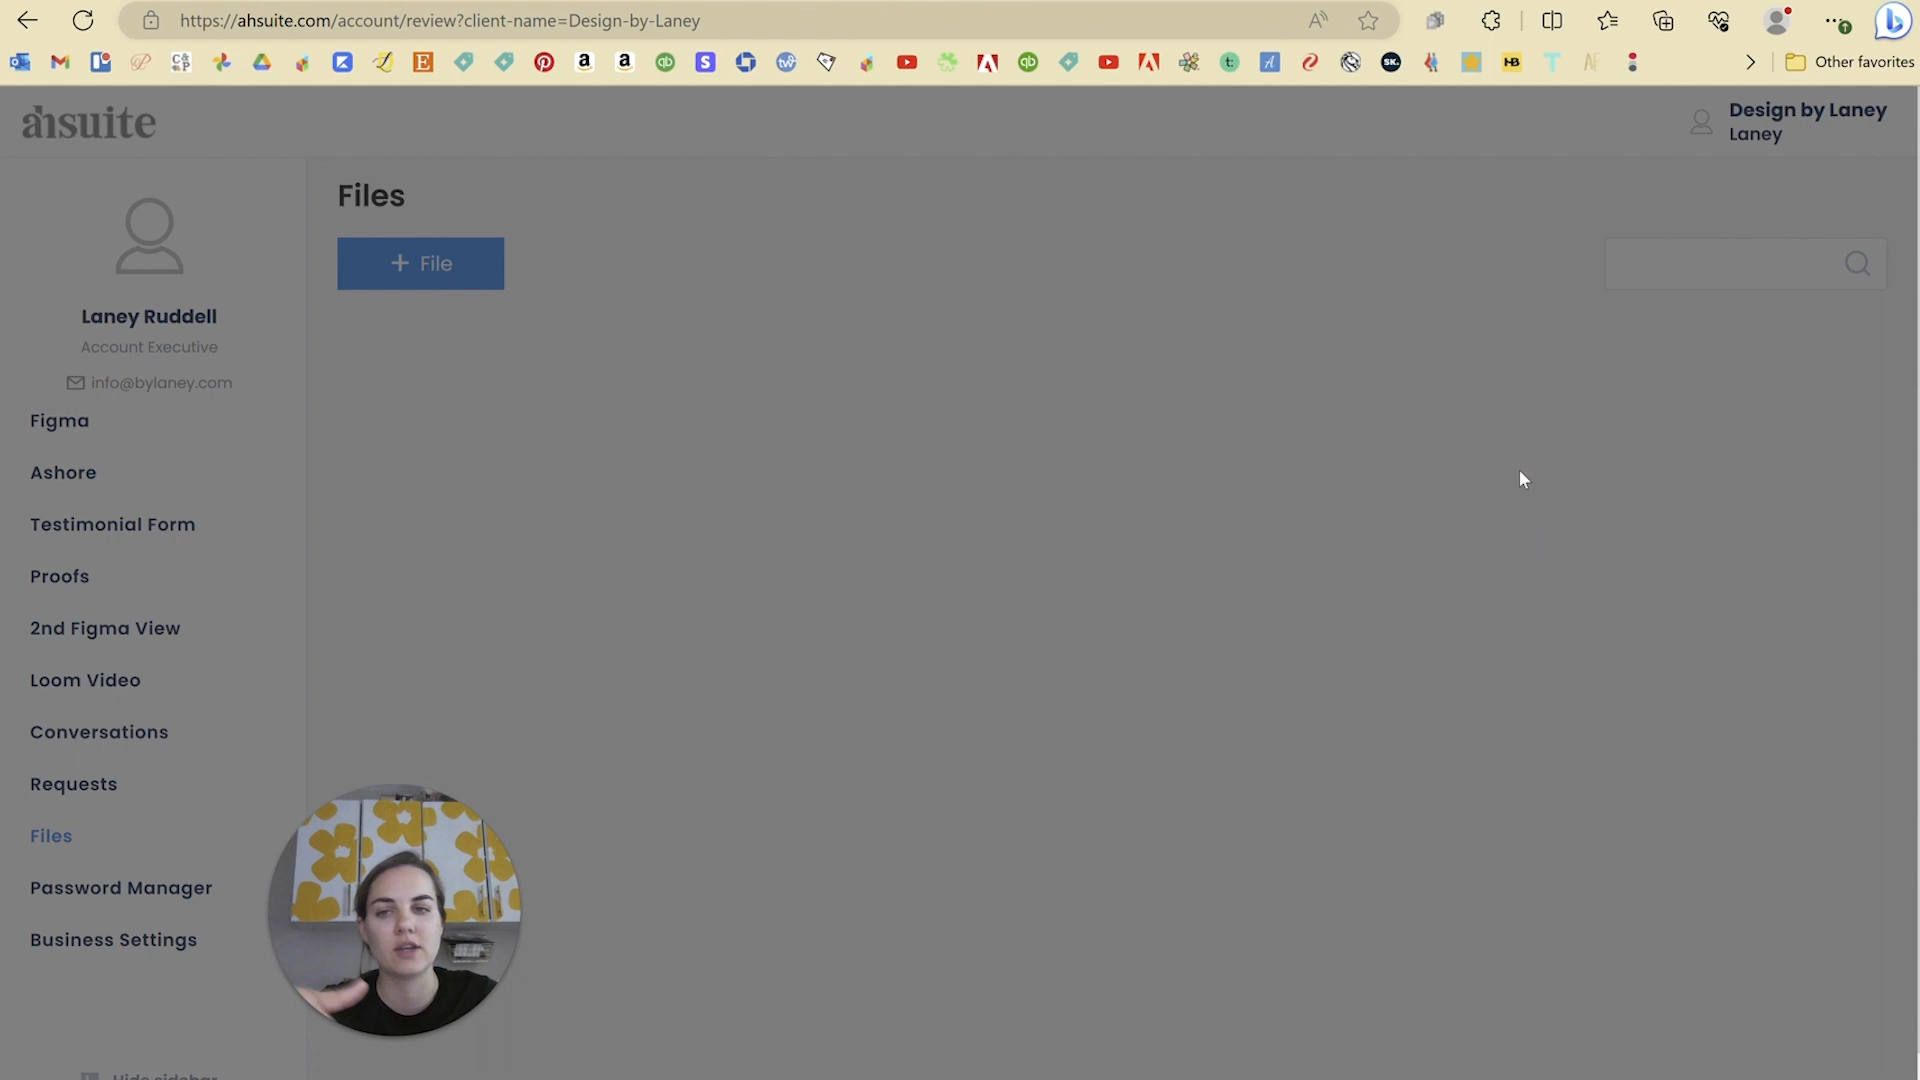 https://ahsuite.com/account/review?client-name=Design-by-Laney
Other favorites
ahsuite
Design by Laney
Laney
Files
+ File
Laney Ruddell
Account Executive
info@bylaney.com
Figma
Ashore
Testimonial Form
Proofs
2nd Figma View
Loom Video
Conversations
Requests
Files
Password Manager
Business Settings
Hide sidebar